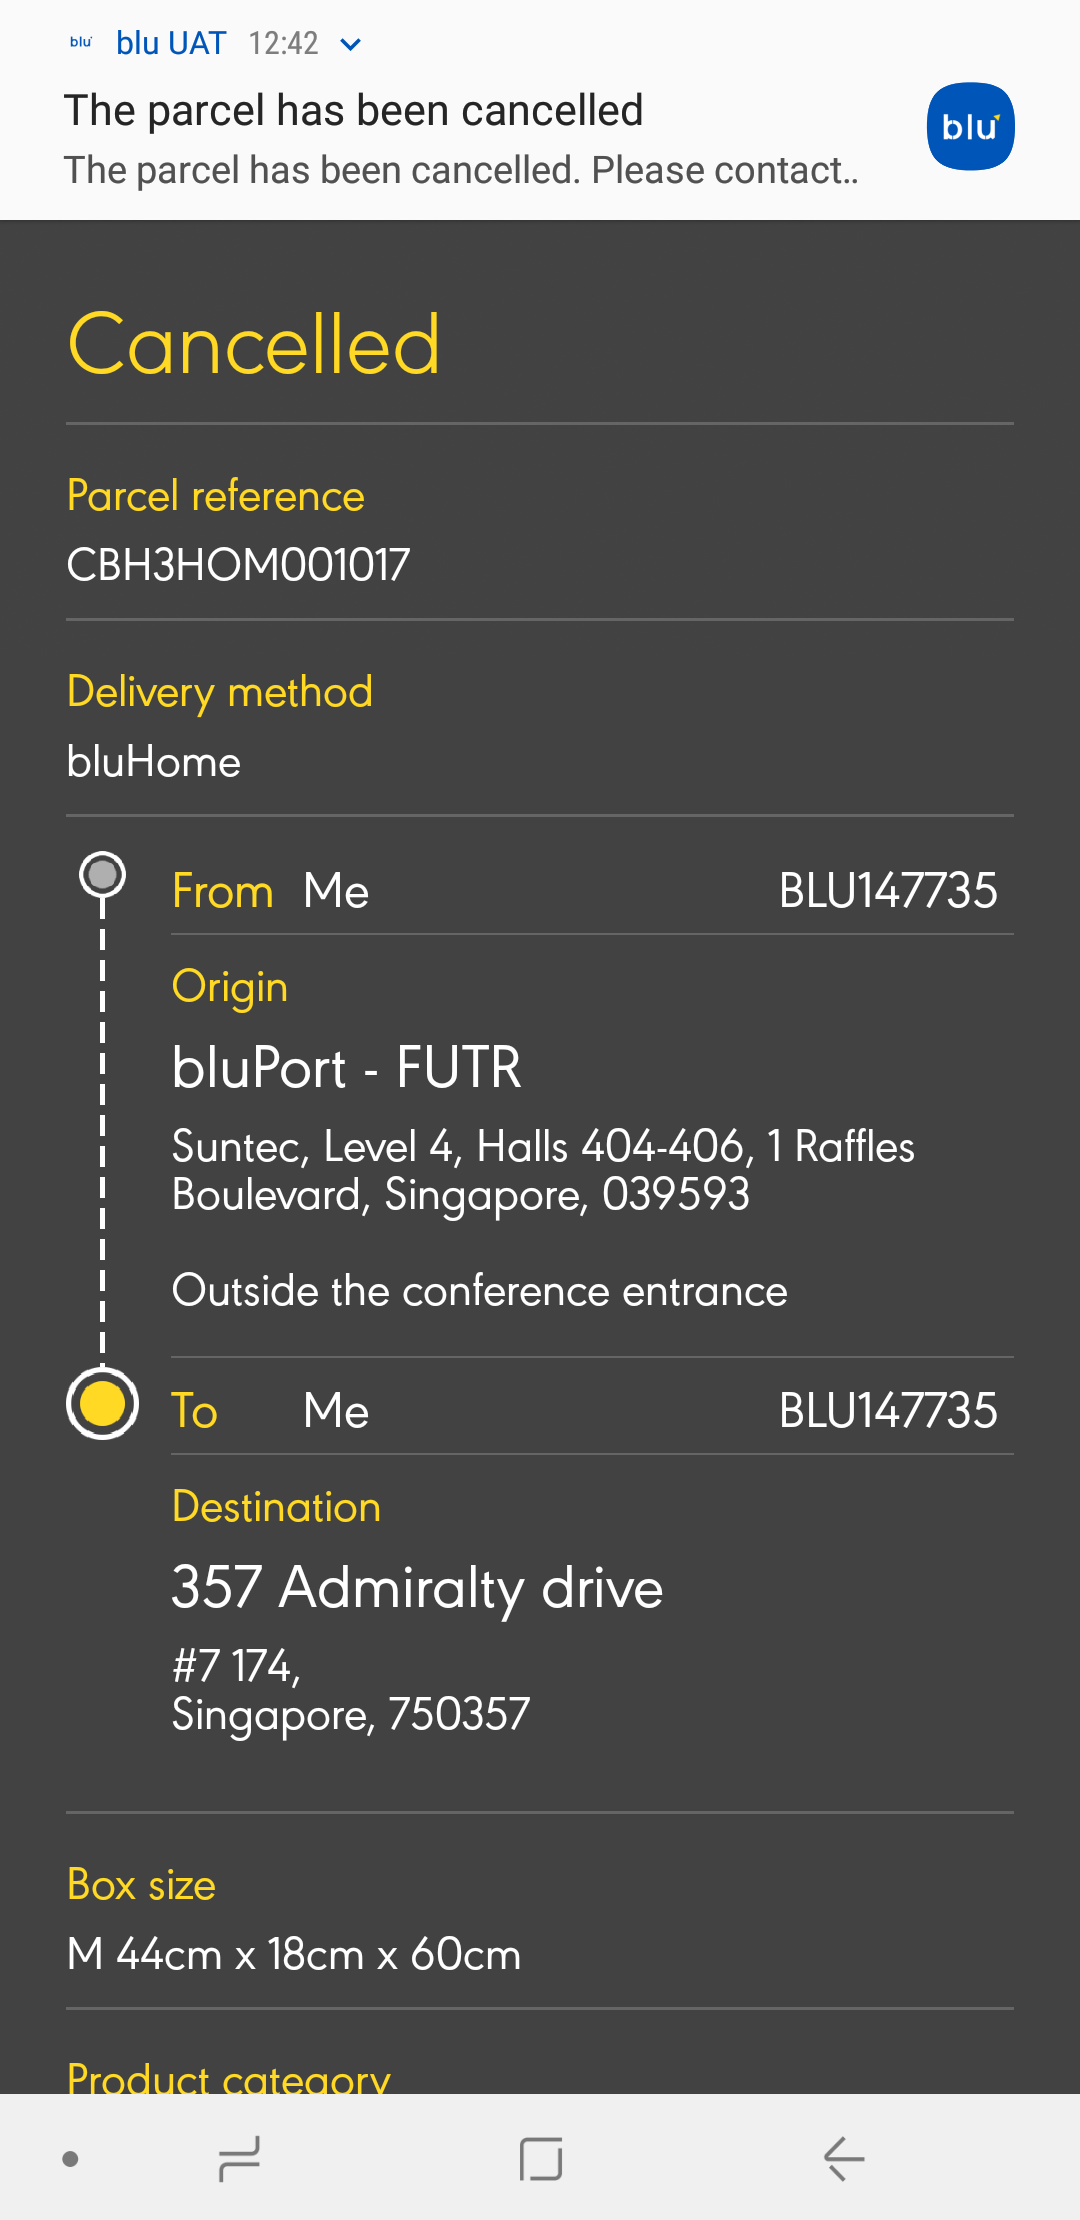 blu
blu UAT 12:42
The parcel has been cancelled
The parcel has been cancelled. Please contact..
blu
Cancelled
Parcel reference
CBH3HOM001017
Delivery method
bluHome
From Me BLU147735
Origin
bluPort - FUTR
Suntec, Level 4, Halls 404-406, 1 Raffles
Boulevard, Singapore, 039593
Outside the conference entrance
To Me BLU147735
Destination
357 Admiralty drive
#7 174,
Singapore, 750357
Box size
M 44cm x 18cm x 60cm
Product category